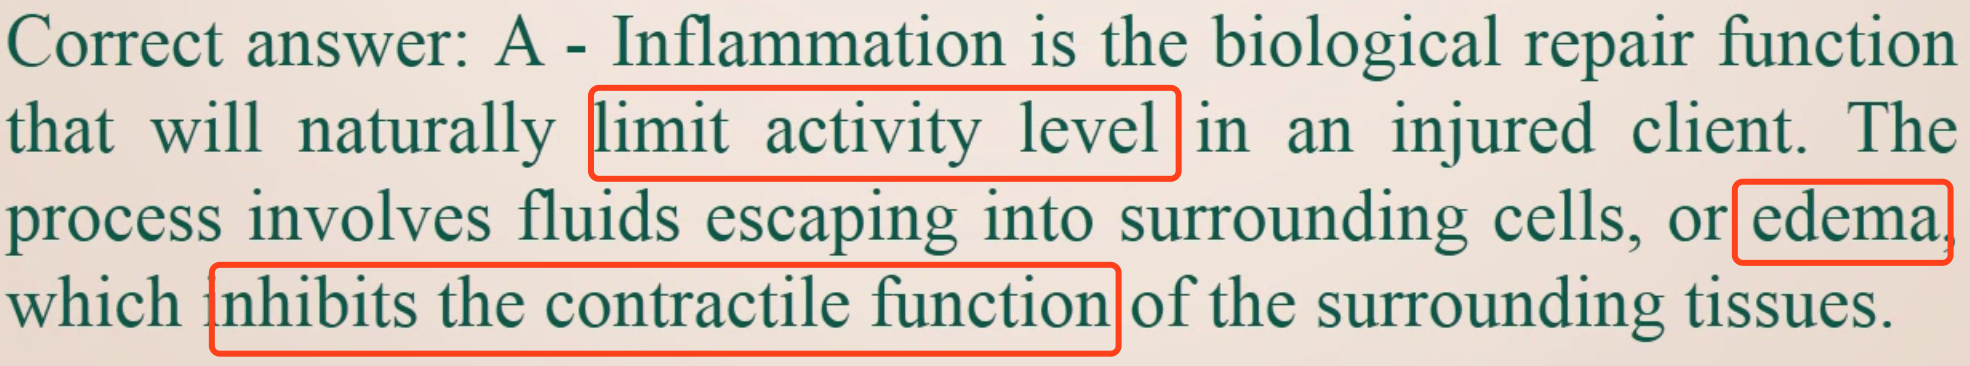 Correct answer: A - Inflammation is the biological repair function
that will naturally limit activity level in an injured client. The
process involves fluids escaping into surrounding cells, or edema,
which inhibits the contractile function of the surrounding tissues.